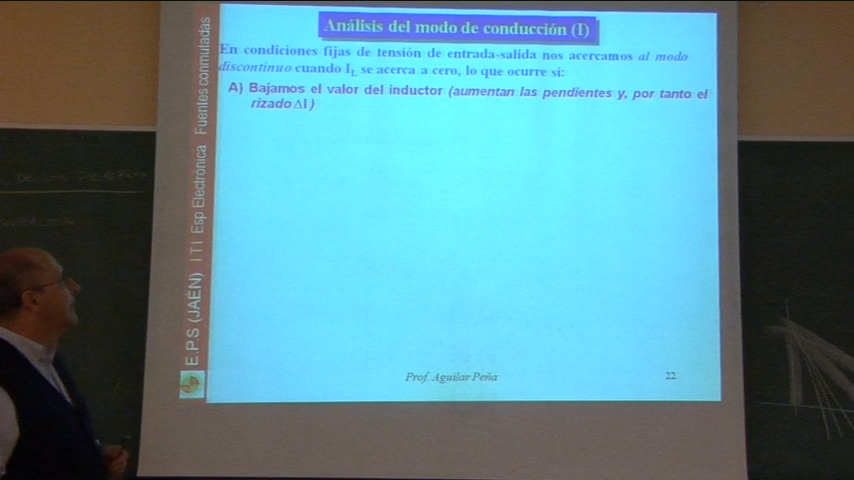 Análisis del modo de conducción (I)
En condiciones fijas de tensión de entrada-salida nos acercamos al modo
discontinuo cuando IL se acerca a cero, lo que ocurre si:
A) Bajamos el valor del inductor (aumentan las pendientes y, por tanto el
rizado ΔI)
E.P.S (JAEN) I T I Esp Electrònica Fuentes conmutadas
Prof. Aguilar Peña
22